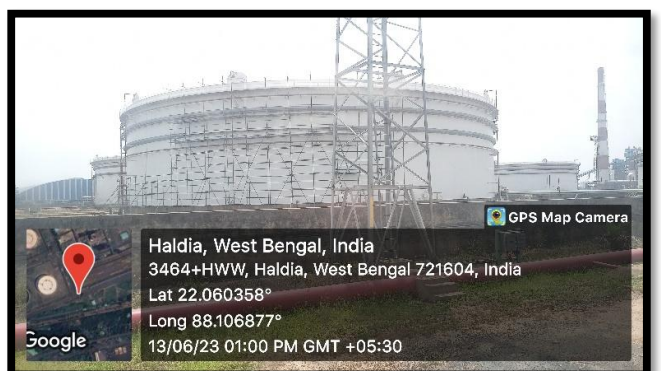 GPS Map Camera
Haldia, West Bengal, India
3464+HWW, Haldia, West Bengal 721604, India
Lat 22.060358°
Long 88.106877°
13/06/23 01:00 PM GMT +05:30
Google